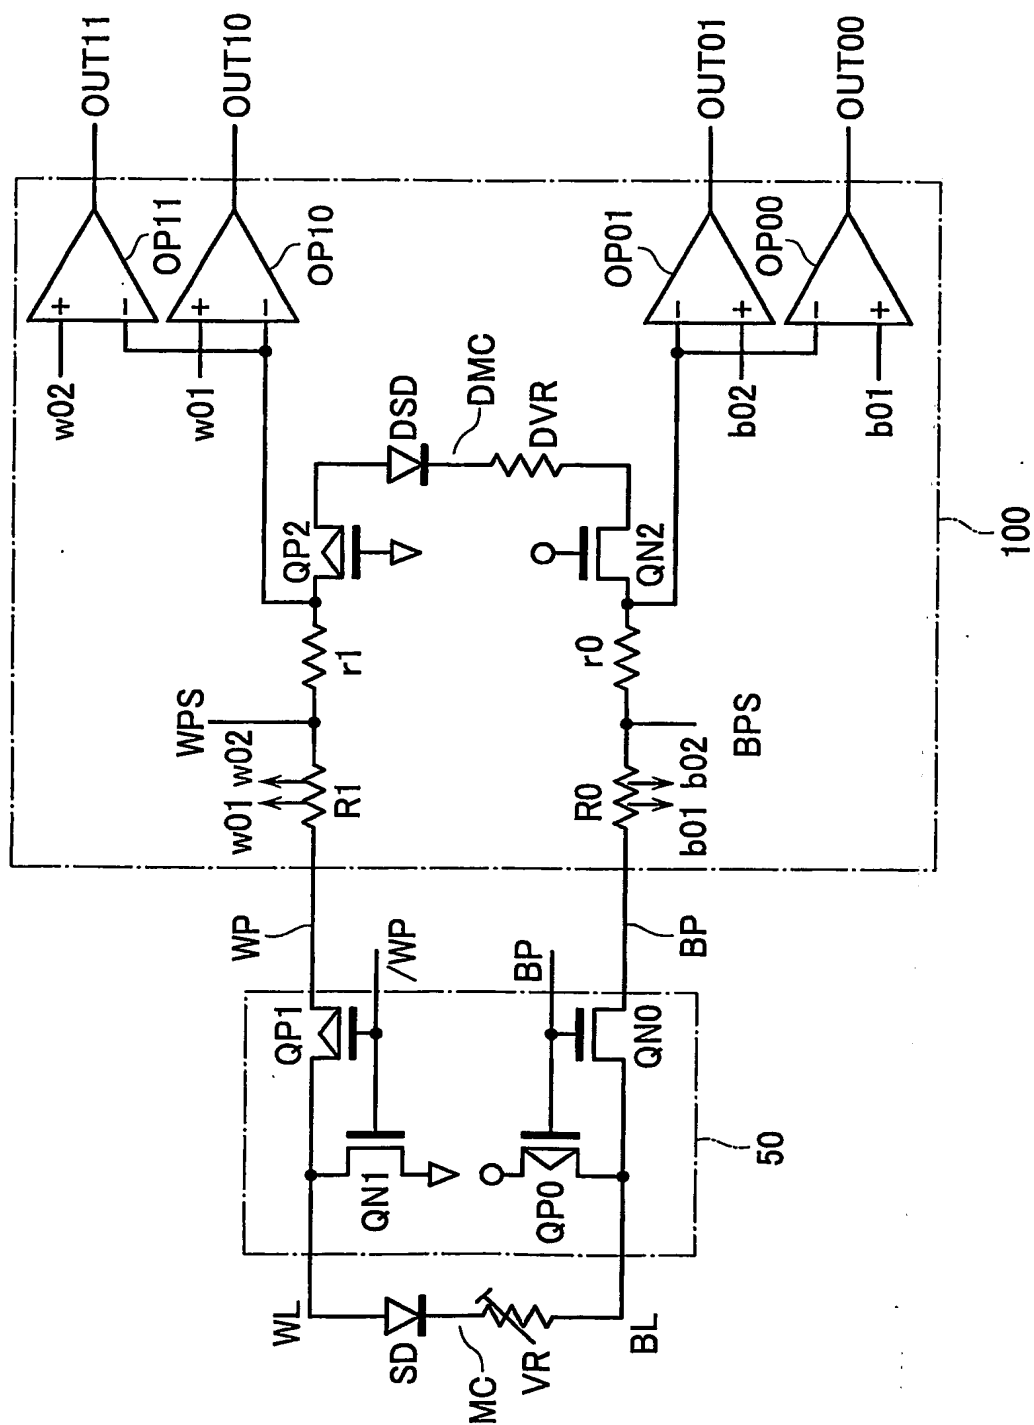 OUT11
OP11
w02
OUT10
OP10
w01
WPS
w01
w02
R1
r1
QP2
DSD
DMC
DVR
WP
/WP
QP1
QN1
WL
SD
MC
VR
BL
BP
QP0
QN0
BP
50
R0
b01
b02
BPS
r0
QN2
OUT01
OP01
b02
OUT00
OP00
b01
100
+
-
+
-
-
+
-
+